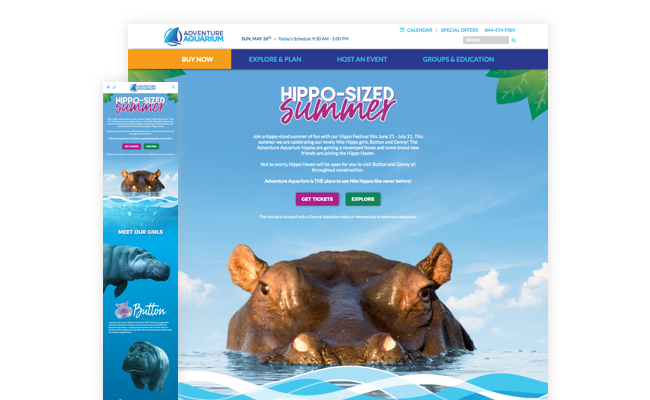 ADVENTURE
AQUARIUM
SUN, MAY 26TH — Today's Schedule 9:30 AM - 5:00 PM
CALENDAR | SPECIAL OFFERS 844-474-FISH
SEARCH
BUY NOW EXPLORE & PLAN HOST AN EVENT GROUPS & EDUCATION
HIPPO-SIZED
summer
Join a hippo-sized summer of fun with our Hippo Festival this June 21 - July 21. This
summer we are celebrating our lovely Nile Hippo girls, Button and Genny! The
Adventure Aquarium hippos are getting a revamped home and some brand new
friends are joining the Hippo Haven.
Not to worry, Hippo Haven will be open for you to visit Button and Genny all
throughout construction.
Adventure Aquarium is THE place to see Nile hippos like never before!
GET TICKETS EXPLORE
This festival is included with a General Admission ticket or Membership to Adventure Aquarium!
ADVENTURE
AQUARIUM
HIPPO-SIZED
summer
GET TICKETS EXPLORE
MEET OUR GIRLS
Button